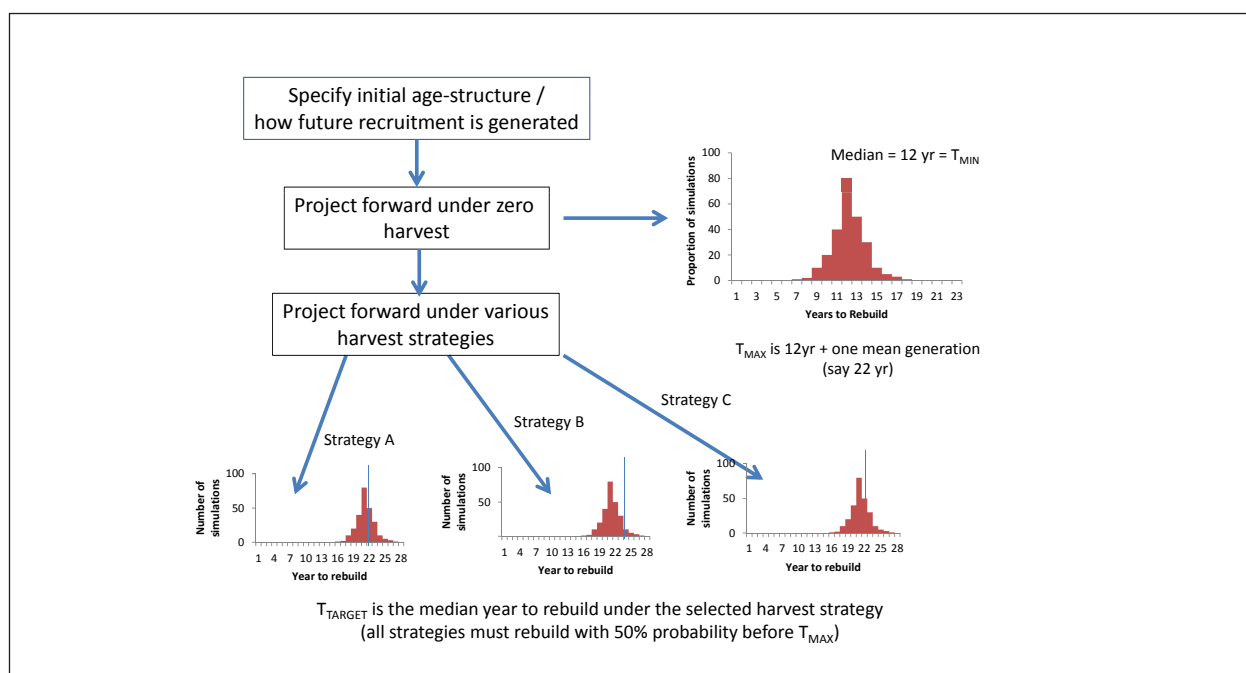 Specify initial age-structure /
how future recruitment is generated
Project forward under zero
harvest
Project forward under various
harvest strategies
Median = 12 yr = TMIN
Proportion of simulations
100
80
60
40
20
0
1 3 5 7 9 11 13 15 17 19 21 23
Years to Rebuild
TMAX is 12yr + one mean generation
(say 22 yr)
Strategy A
Strategy B
Strategy C
Number of
simulations
100
50
0
1 4 7 10 13 16 19 22 25 28
Year to rebuild
Number of
simulations
100
50
1 4 7 10 13 16 19 22 25 28
Year to rebuild
Number of
simulations
100
50
0
1 4 7 10 13 16 19 22 25 28
Year to rebuild
TTARGET is the median year to rebuild under the selected harvest strategy
(all strategies must rebuild with 50% probability before TMAX)